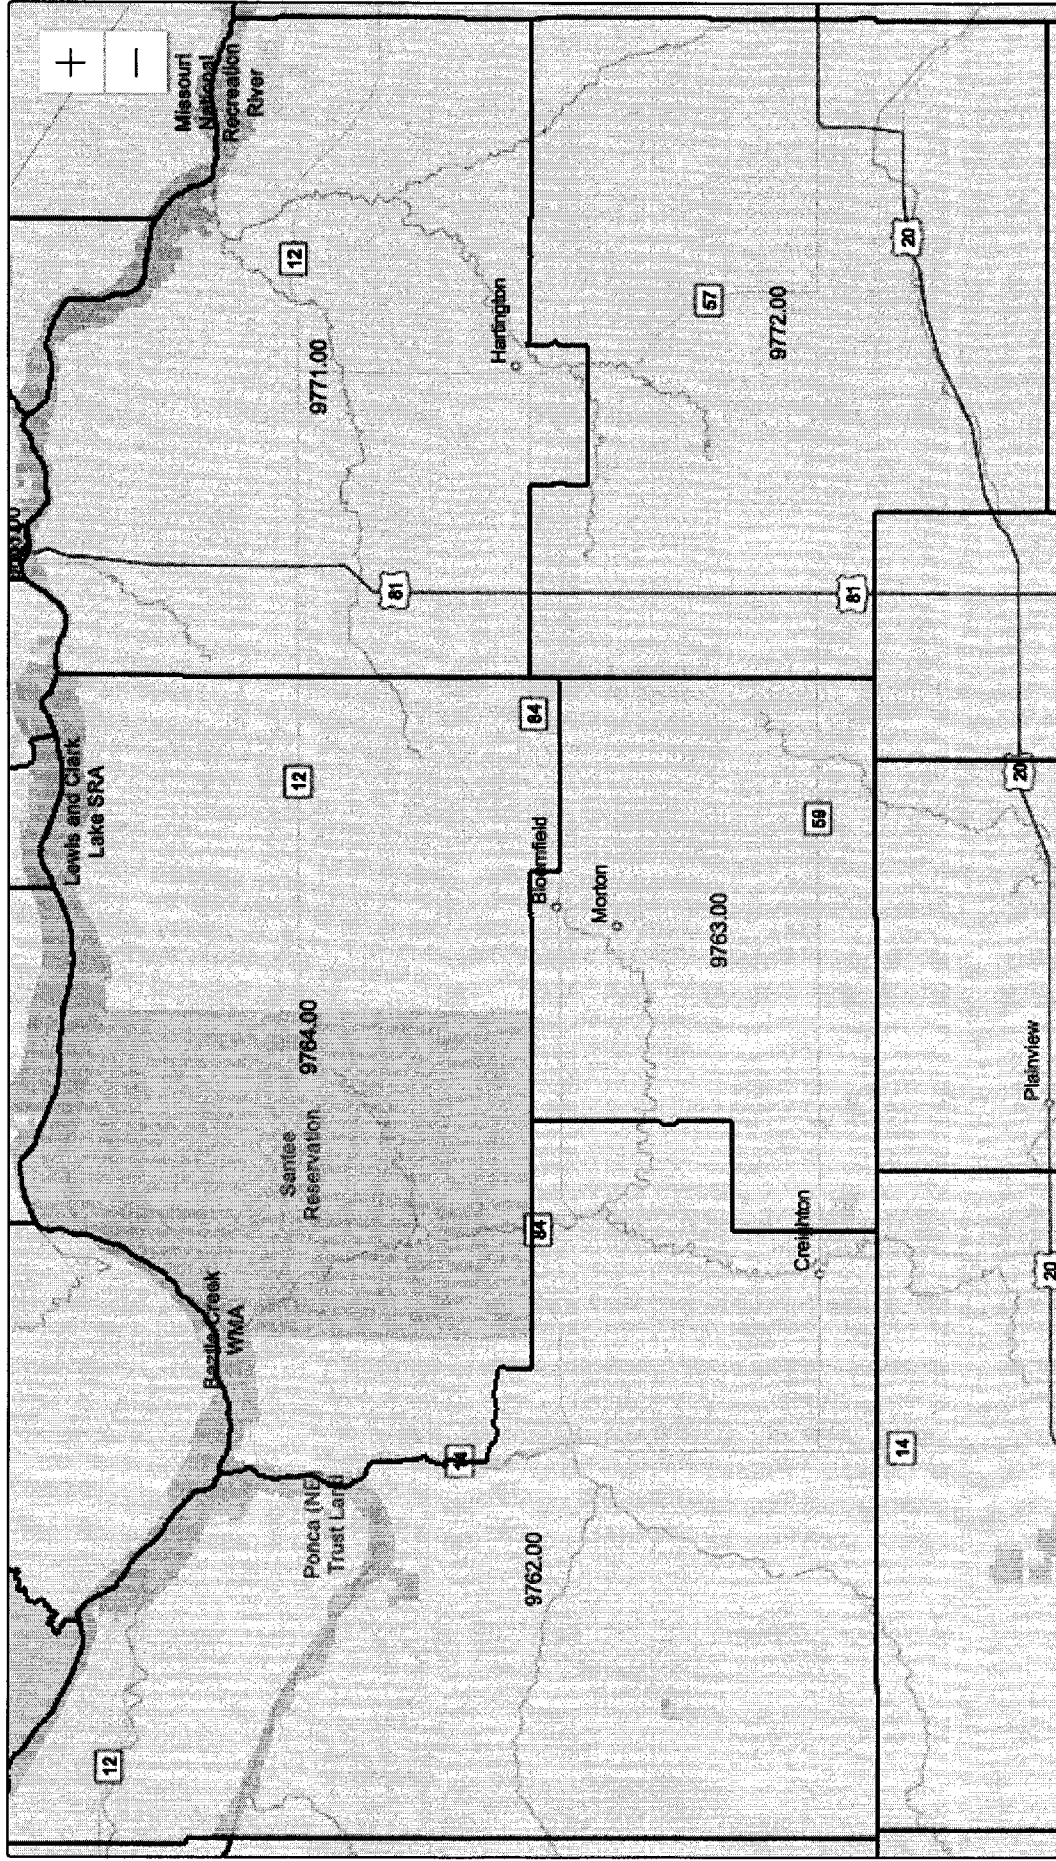 +
−
12
Lewis and Clark
Lake SRA
Missouri
National
Recreation
River
Bazile Creek
WMA
Santee
Reservation
9764.00
12
9771.00
12
Ponca (NE
Trust Land
81
14
Hartington
9762.00
84
Bloomfield
84
Morton
9763.00
57
9772.00
Creighton
59
81
14
20
Plainview
20
20